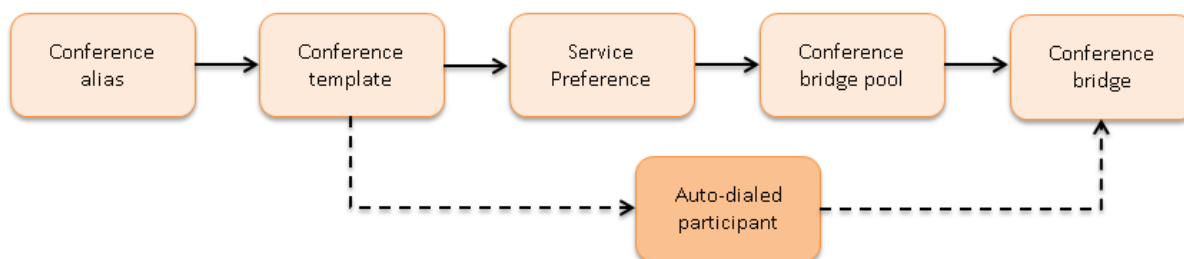 Conference
alias
Conference
template
Service
Preference
Conference
bridge pool
Conference
bridge
Auto-dialed
participant